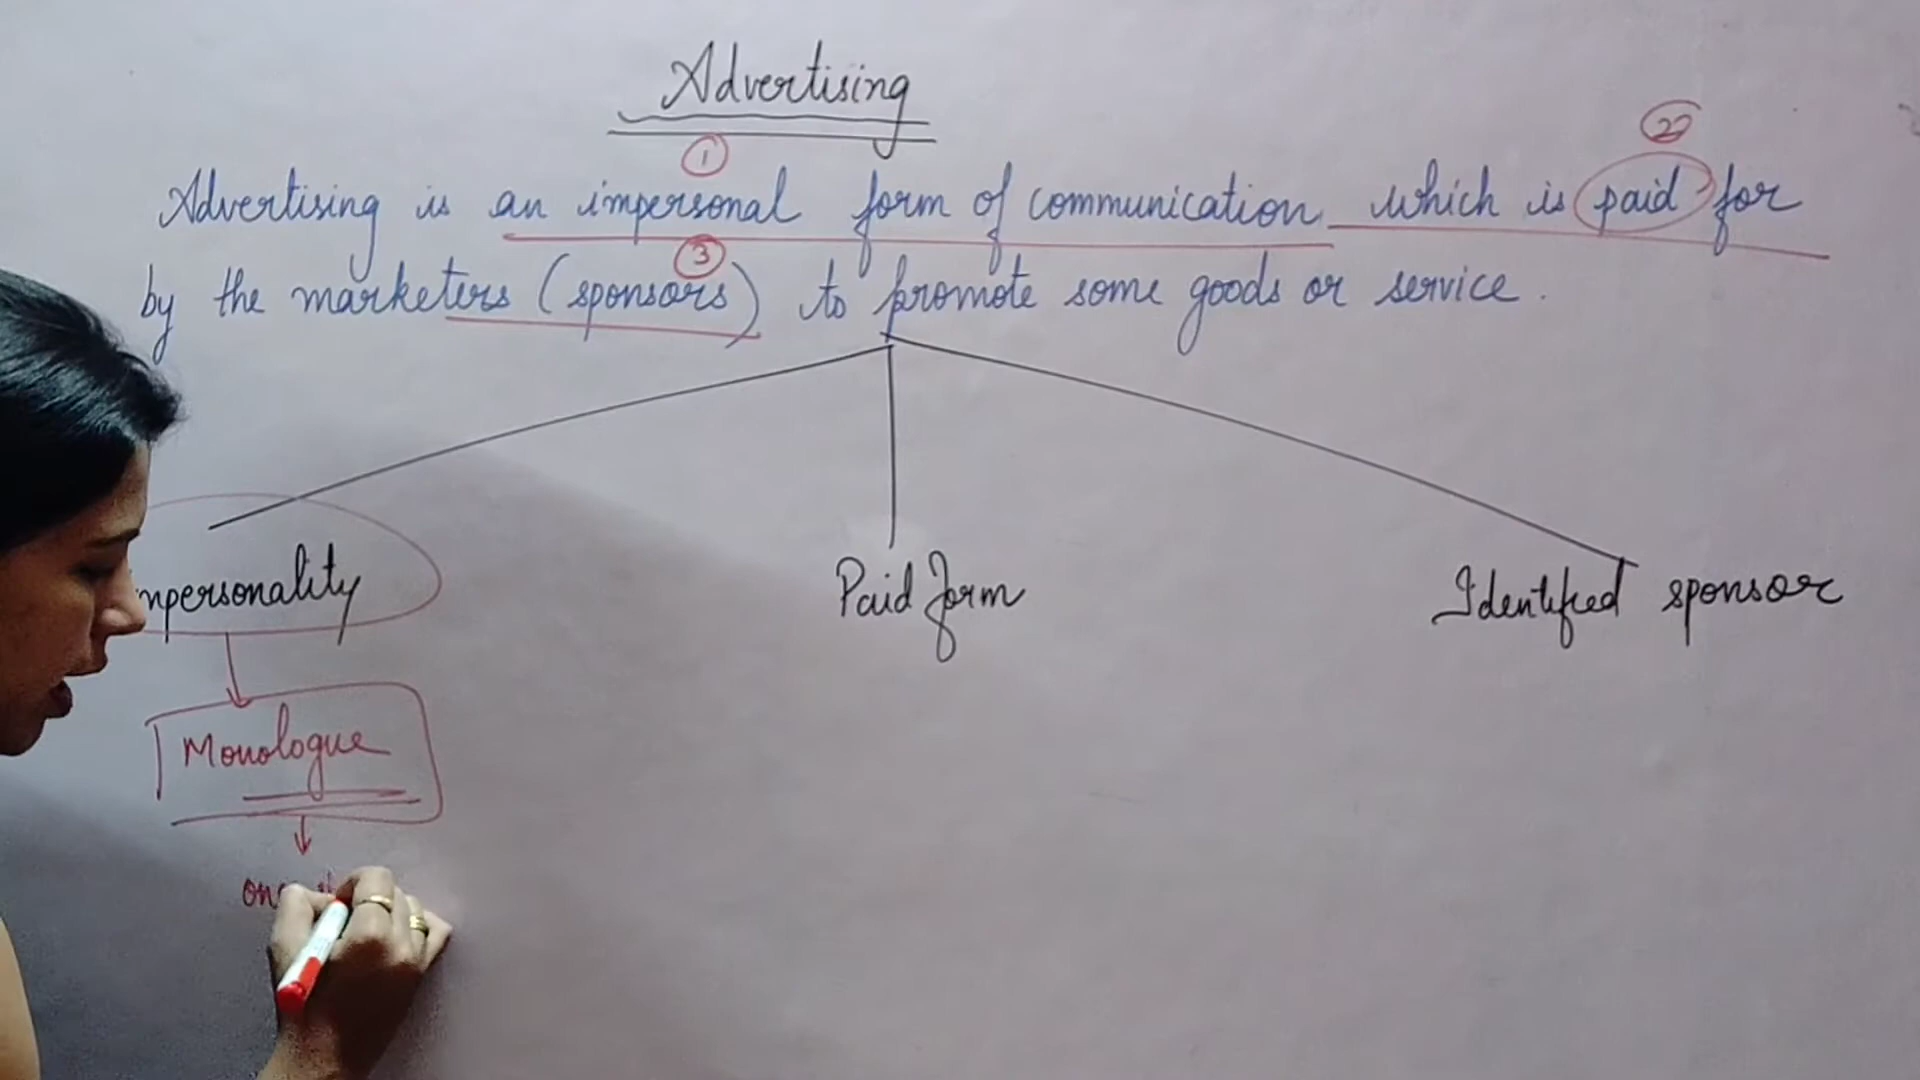 Advertising
① ②
Advertising is an impersonal form of communication which is paid for
③
by the marketers (sponsors) to promote some goods or service.
mpersonality Paid form Identified sponsor
Monologue